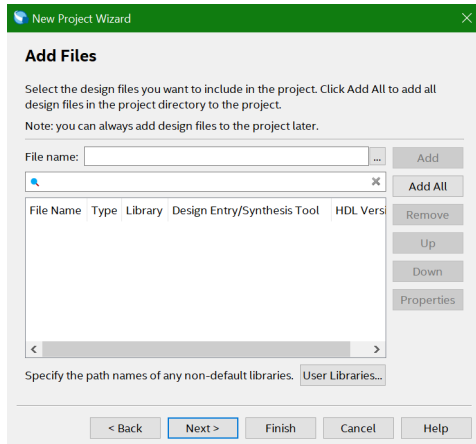 New Project Wizard
Add Files
Select the design files you want to include in the project. Click Add All to add all
design files in the project directory to the project.
Note: you can always add design files to the project later.
File name: ... Add
Add All
File Name Type Library Design Entry/Synthesis Tool HDL Versi
Remove
Up
Down
Properties
Specify the path names of any non-default libraries. User Libraries...
< Back Next > Finish Cancel Help